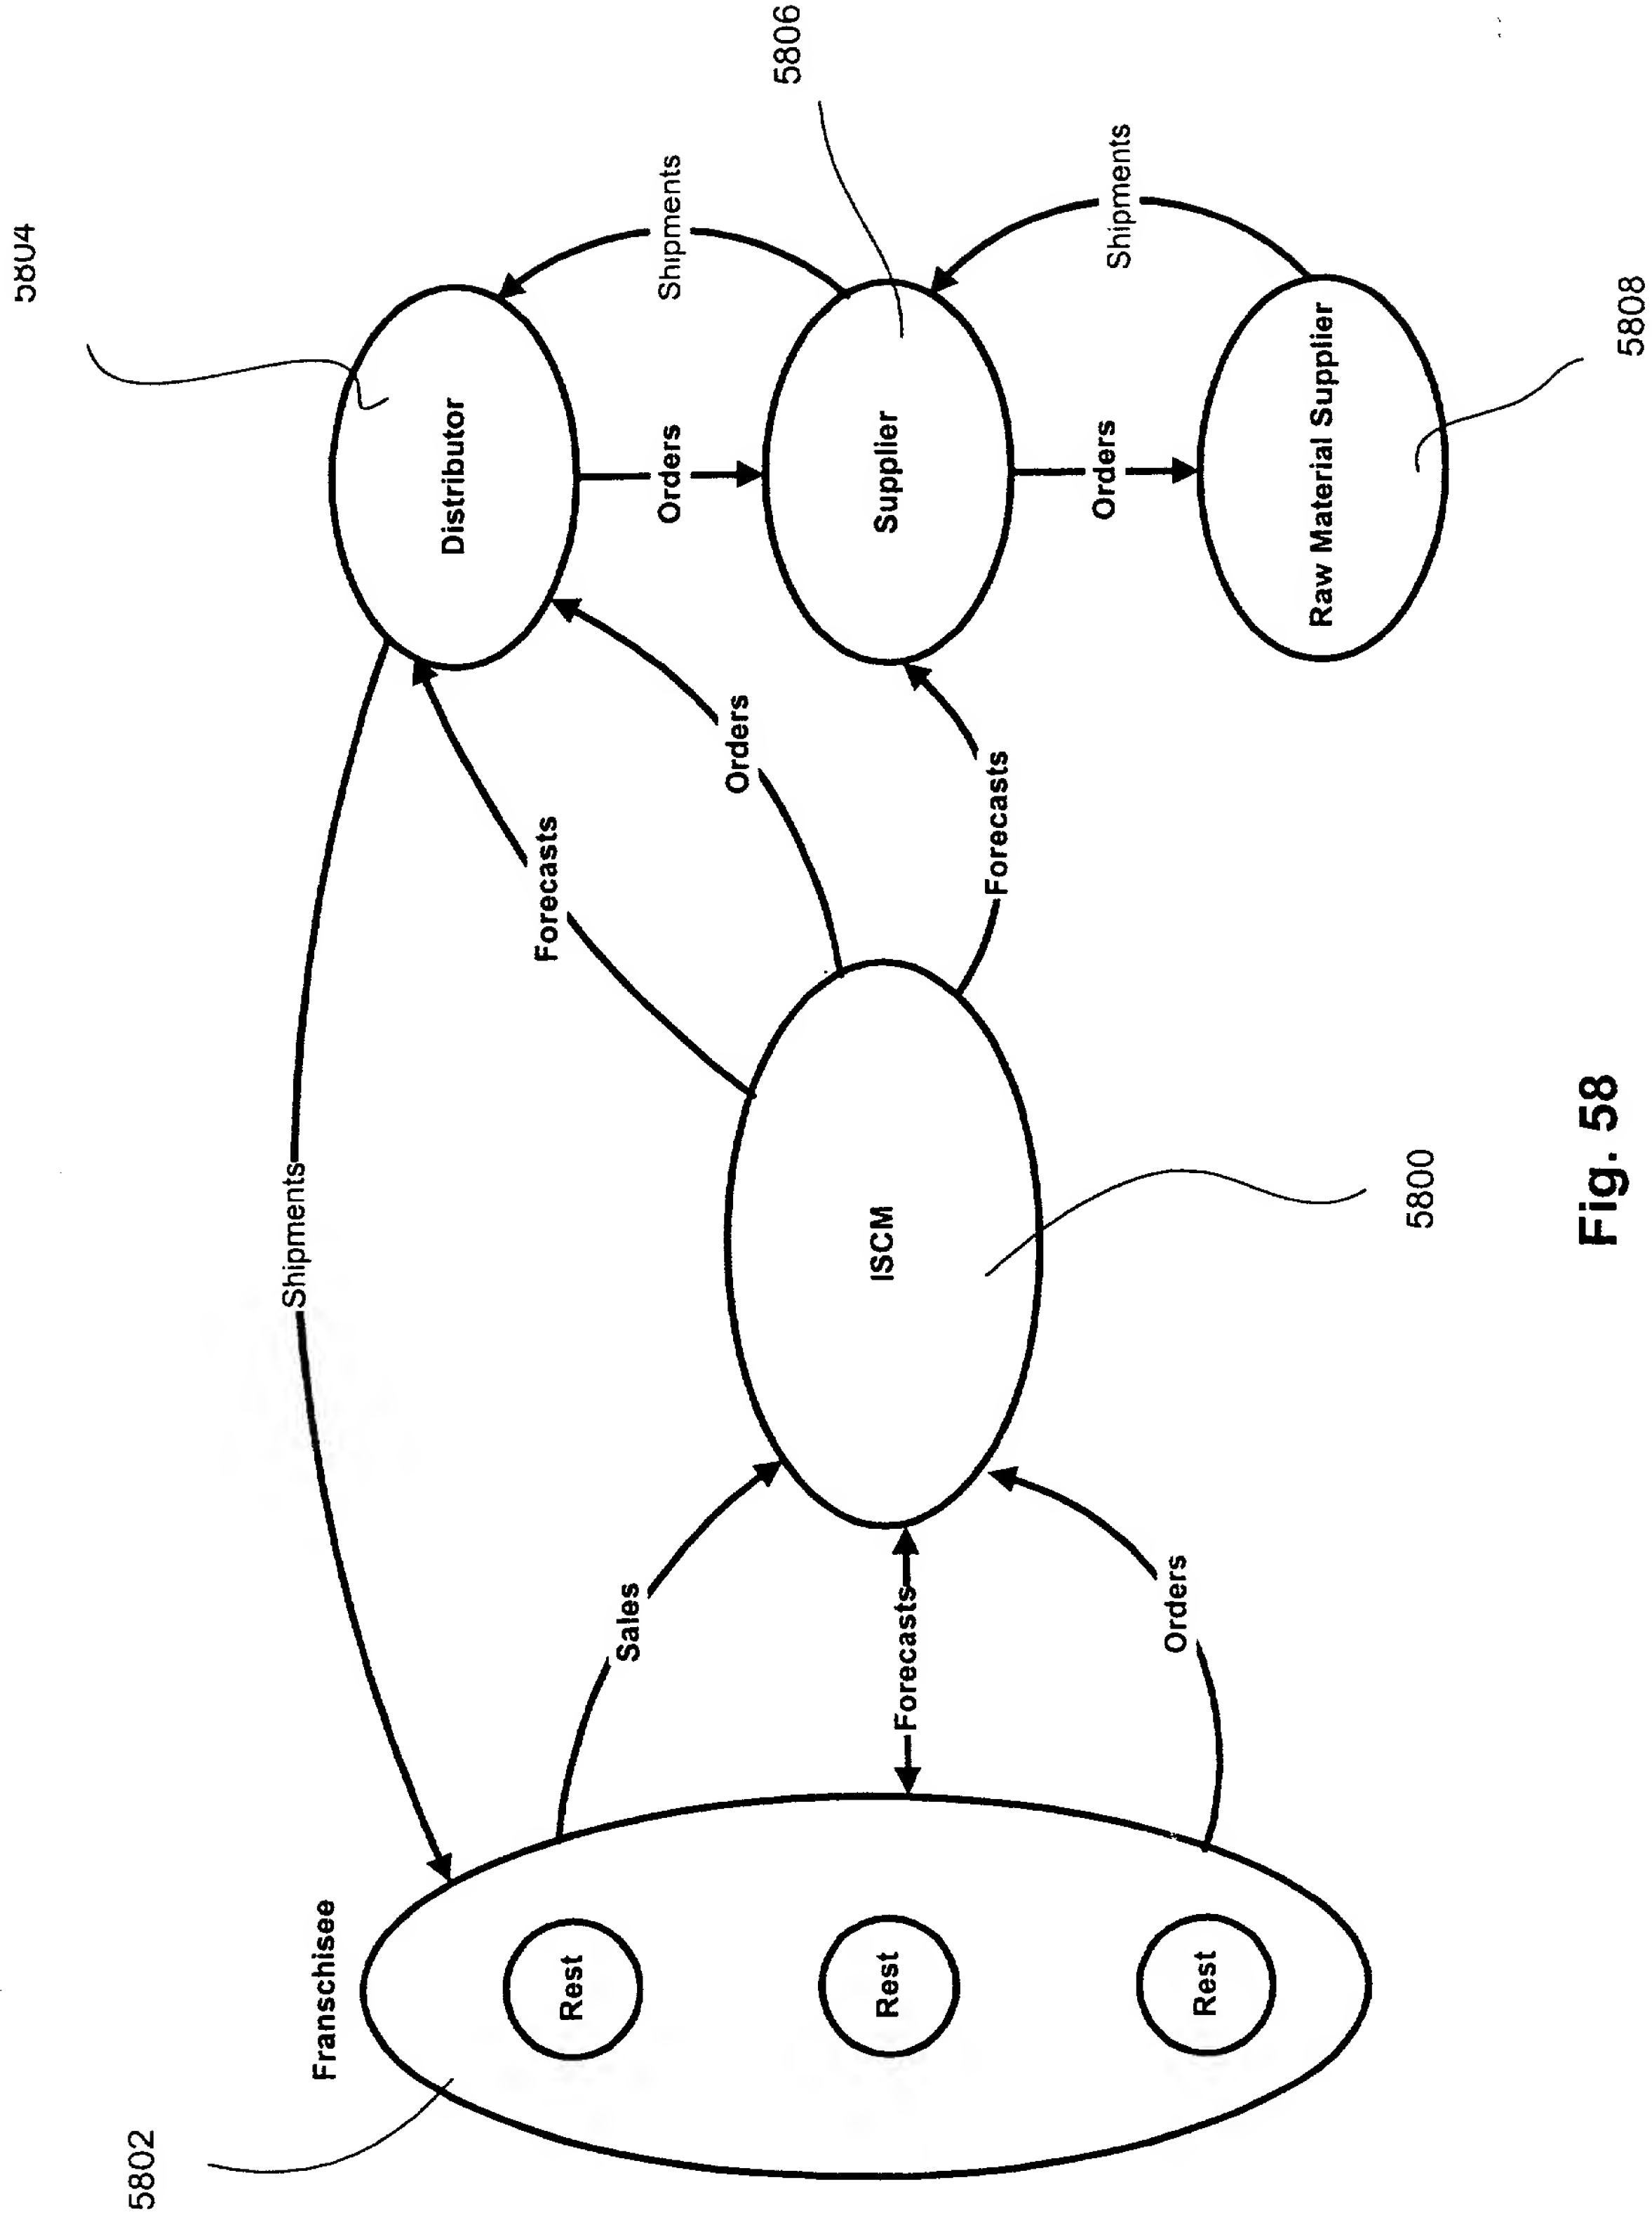 5804
5802
Shipments
Franschisee
Distributor
Forecasts
Rest
Sales
Orders
Shipments
Orders
5806
Rest
ISCM
Supplier
Forecasts
Forecasts
Orders
Shipments
Orders
Rest
Raw Material Supplier
5800
5808
Fig. 58